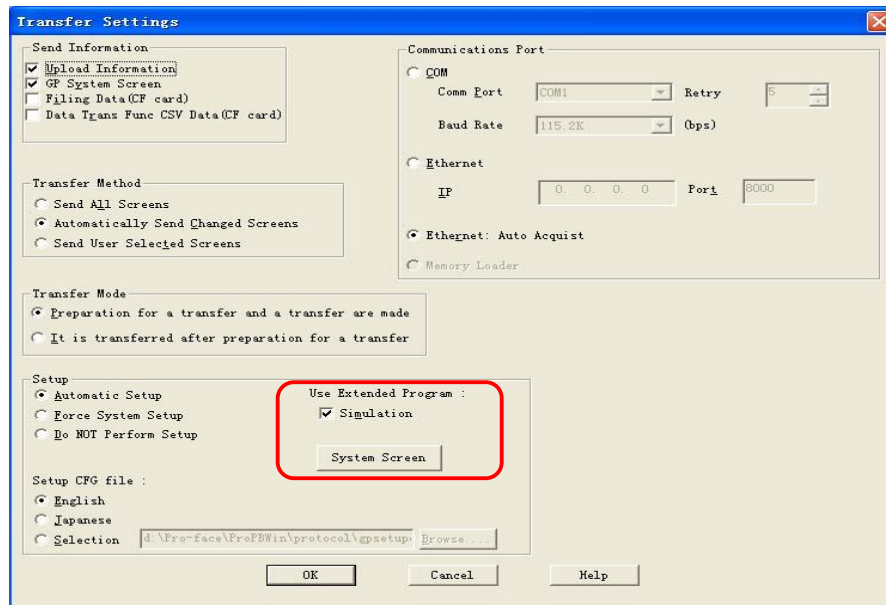 Transfer Settings
Send Information
Upload Information
GP System Screen
Filing Data(CF card)
Data Trans Func CSV Data(CF card)
Transfer Method
Send All Screens
Automatically Send Changed Screens
Send User Selected Screens
Transfer Mode
Preparation for a transfer and a transfer are made
It is transferred after preparation for a transfer
Setup
Automatic Setup
Force System Setup
Do NOT Perform Setup
Use Extended Program :
Simulation
System Screen
Setup CFG file :
English
Japanese
Selection d:\Pro-face\ProPBWin\protocol\gpsetup Browse ...
Communications Port
COM
Comm Port COM1 Retry 5
Baud Rate 115.2K (bps)
Ethernet
IP 0. 0. 0. 0 Port 8000
Ethernet: Auto Acquist
Memory Loader
OK Cancel Help